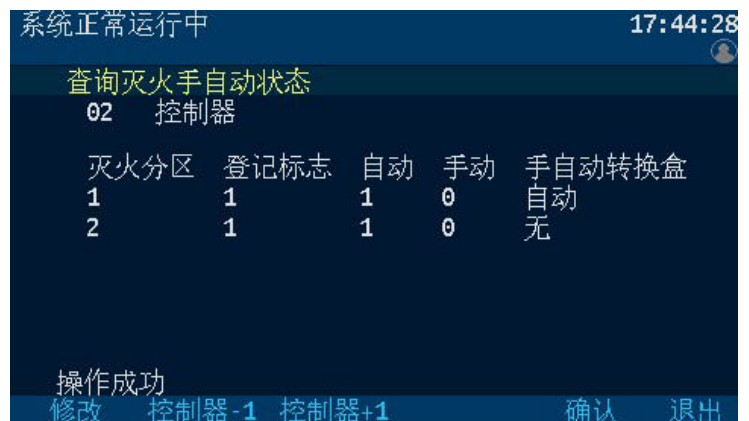 系统正常运行中 17:44:28
查询灭火手自动状态
02 控制器
灭火分区 登记标志 自动 手动 手自动转换盒
1 1 1 0 自动
2 1 1 0 无
操作成功
修改 控制器-1 控制器+1 确认 退出